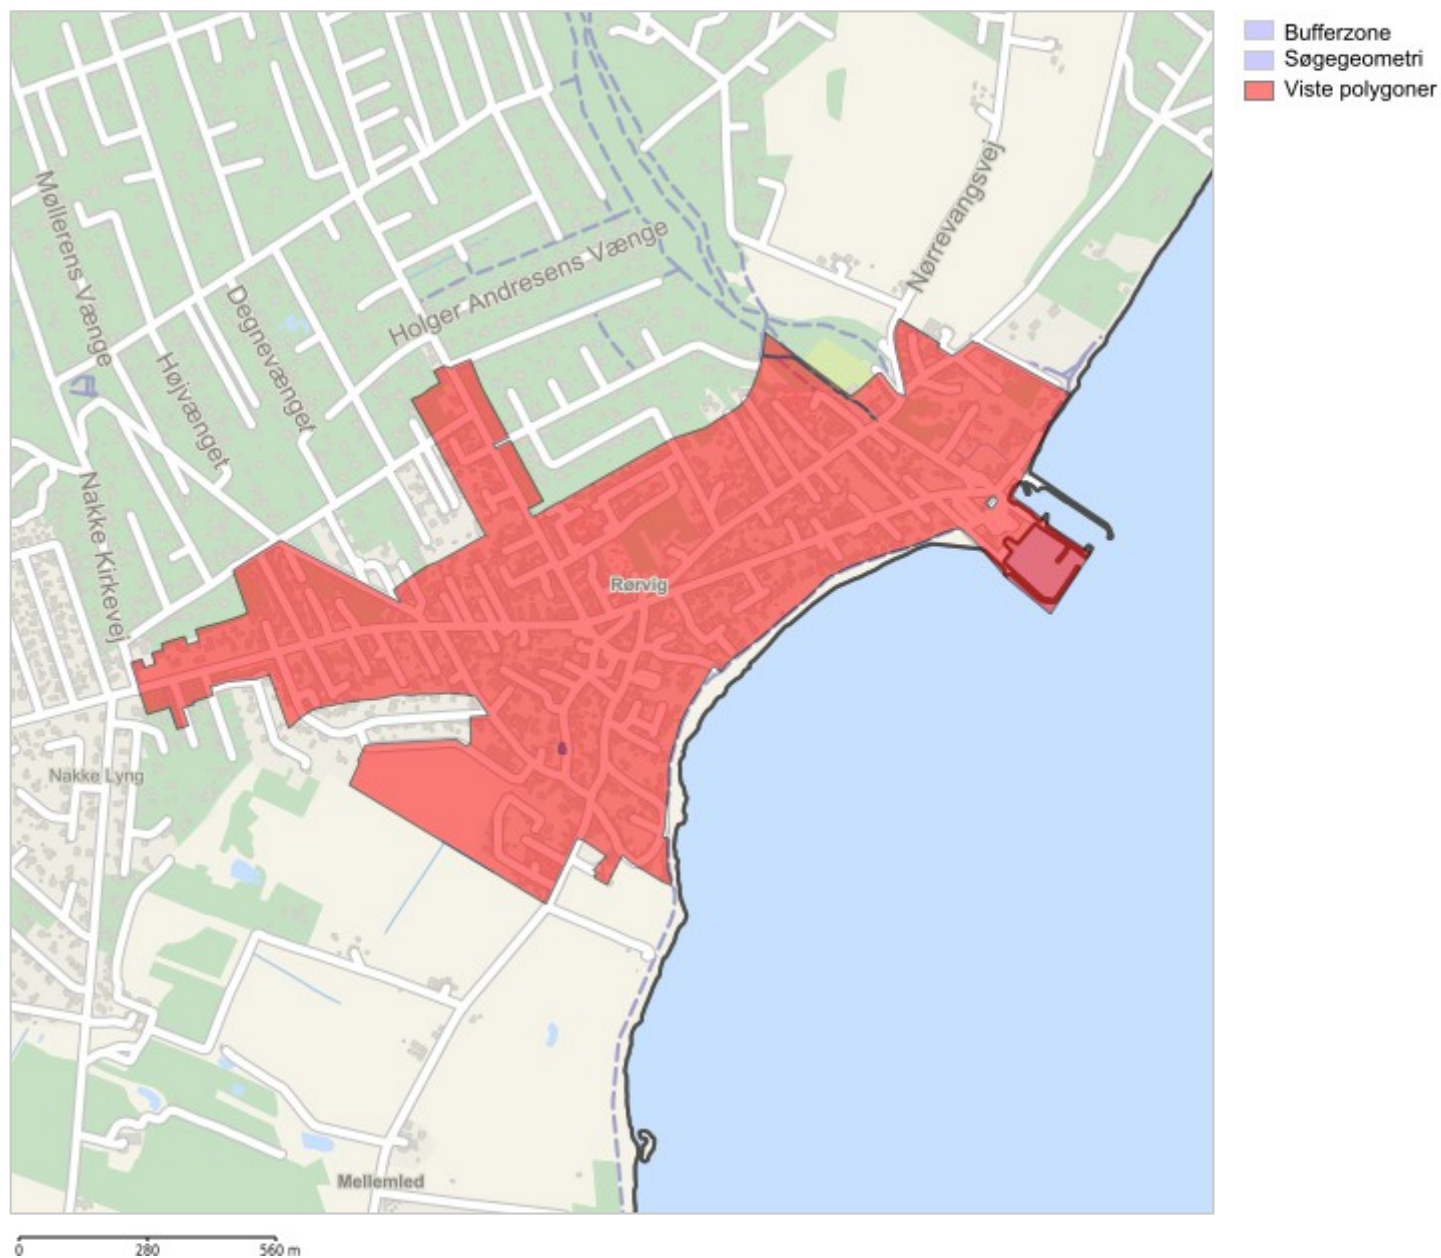 Bufferzone
Søgegeometri
Viste polygoner
Nørrevangsvej
Møllerens Vænge
Holger Andresens Vænge
Degnevænget
Højvænget
Nakke Kirkevej
Rørvig
Nakke Lyng
Mellemled
0 280 560 m